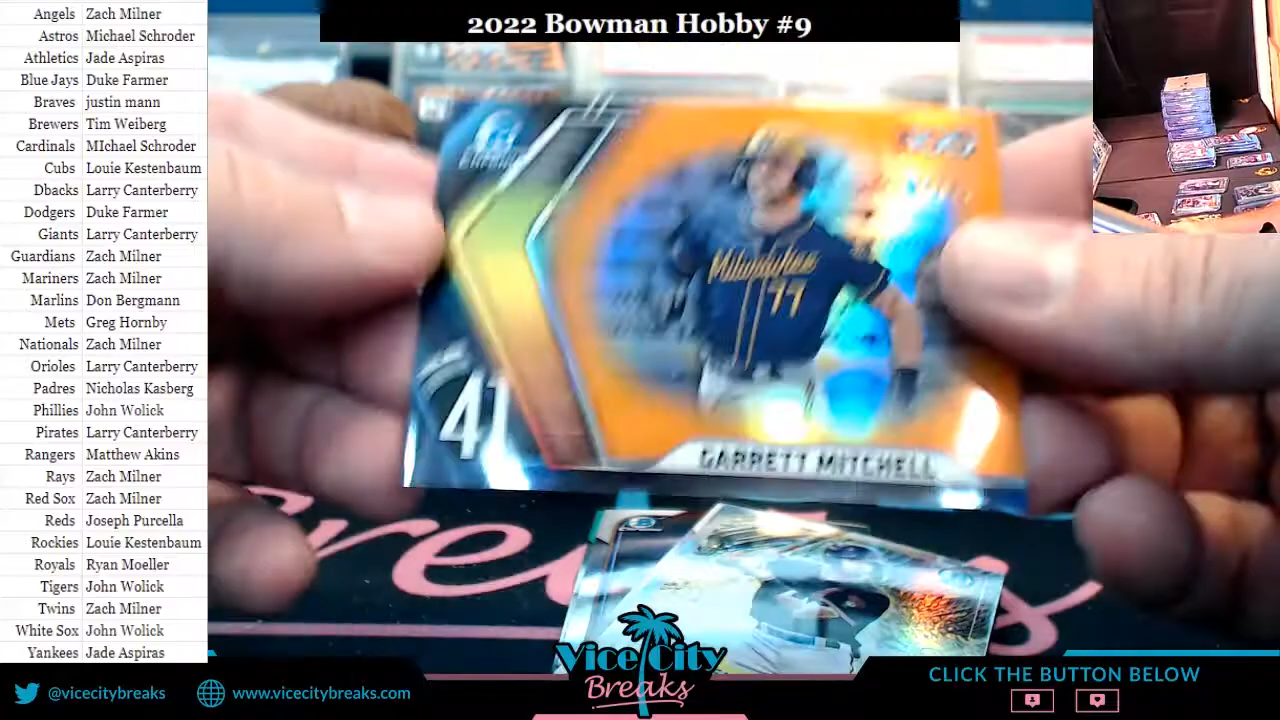 2022 Bowman Hobby #9
Angels Zach Milner
Astros Michael Schroder
Athletics Jade Aspiras
Blue Jays Duke Farmer
Braves justin mann
Brewers Tim Weiberg
Cardinals MIchael Schroder
Cubs Louie Kestenbaum
Dbacks Larry Canterberry
Dodgers Duke Farmer
Giants Larry Canterberry
Guardians Zach Milner
Mariners Zach Milner
Marlins Don Bergmann
Mets Greg Hornby
Nationals Zach Milner
Orioles Larry Canterberry
Padres Nicholas Kasberg
Phillies John Wolick
Pirates Larry Canterberry
Rangers Matthew Akins
Rays Zach Milner
Red Sox Zach Milner
Reds Joseph Purcella
Rockies Louie Kestenbaum
Royals Ryan Moeller
Tigers John Wolick
Twins Zach Milner
White Sox John Wolick
Yankees Jade Aspiras
Milwaukee
77
41
GARRETT MITCHELL
Vice City
Breaks
@vicecitybreaks
www.vicecitybreaks.com
CLICK THE BUTTON BELOW